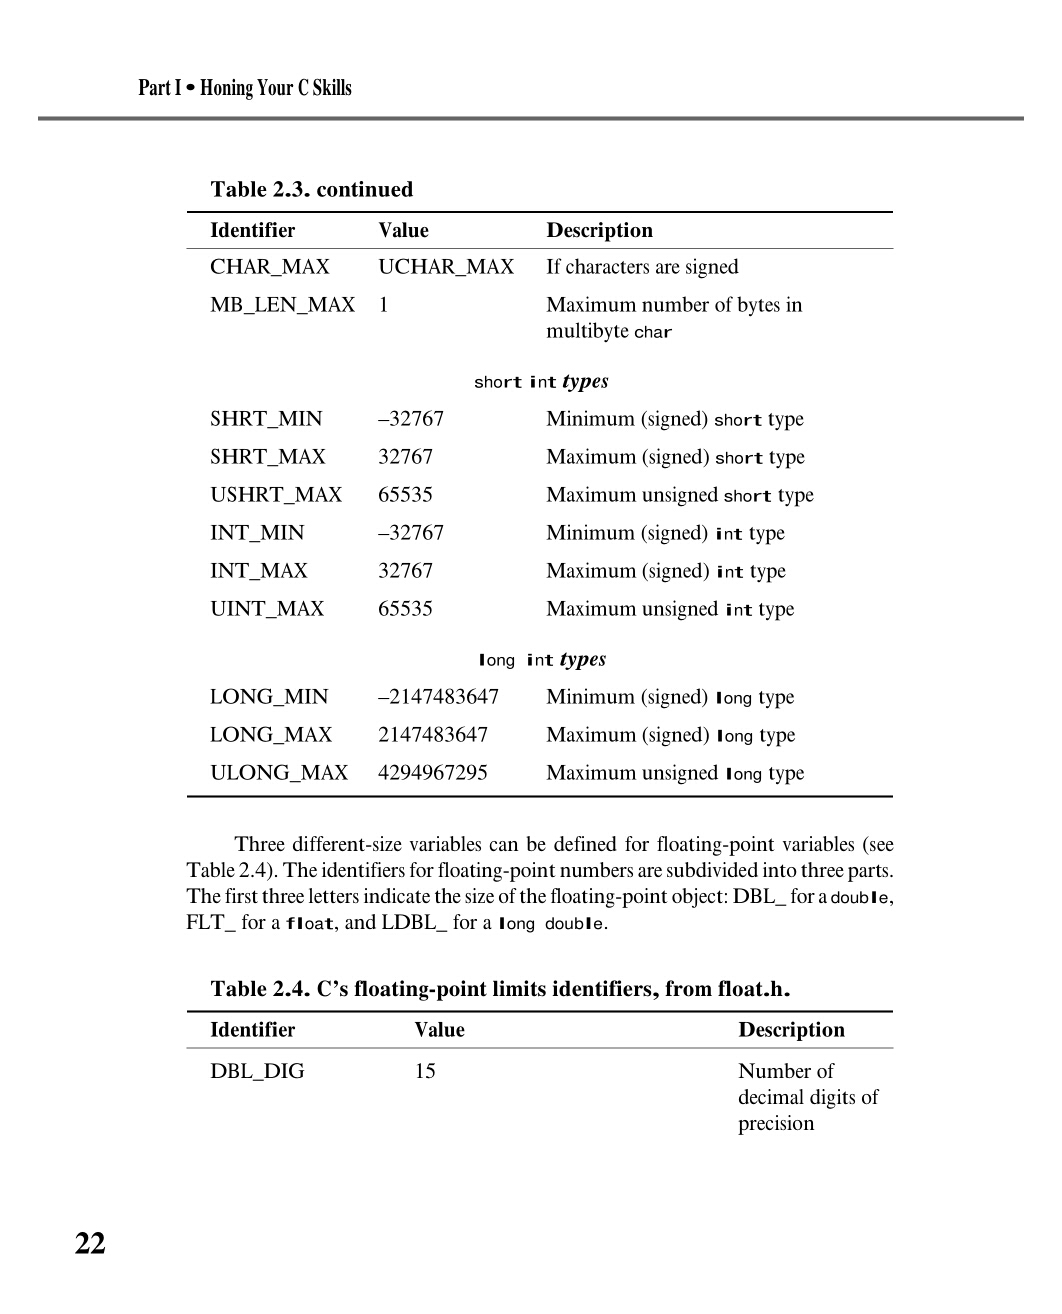 Part I • Honing Your C Skills
Table 2.3. continued
Identifier Value Description
CHAR_MAX UCHAR_MAX If characters are signed
MB_LEN_MAX 1 Maximum number of bytes in
multibyte char
short int types
SHRT_MIN –32767 Minimum (signed) short type
SHRT_MAX 32767 Maximum (signed) short type
USHRT_MAX 65535 Maximum unsigned short type
INT_MIN –32767 Minimum (signed) int type
INT_MAX 32767 Maximum (signed) int type
UINT_MAX 65535 Maximum unsigned int type
long int types
LONG_MIN –2147483647 Minimum (signed) long type
LONG_MAX 2147483647 Maximum (signed) long type
ULONG_MAX 4294967295 Maximum unsigned long type
Three different-size variables can be defined for floating-point variables (see
Table 2.4). The identifiers for floating-point numbers are subdivided into three parts.
The first three letters indicate the size of the floating-point object: DBL_ for a double,
FLT_ for a float, and LDBL_ for a long double.
Table 2.4. C’s floating-point limits identifiers, from float.h.
Identifier Value Description
DBL_DIG 15 Number of
decimal digits of
precision
22